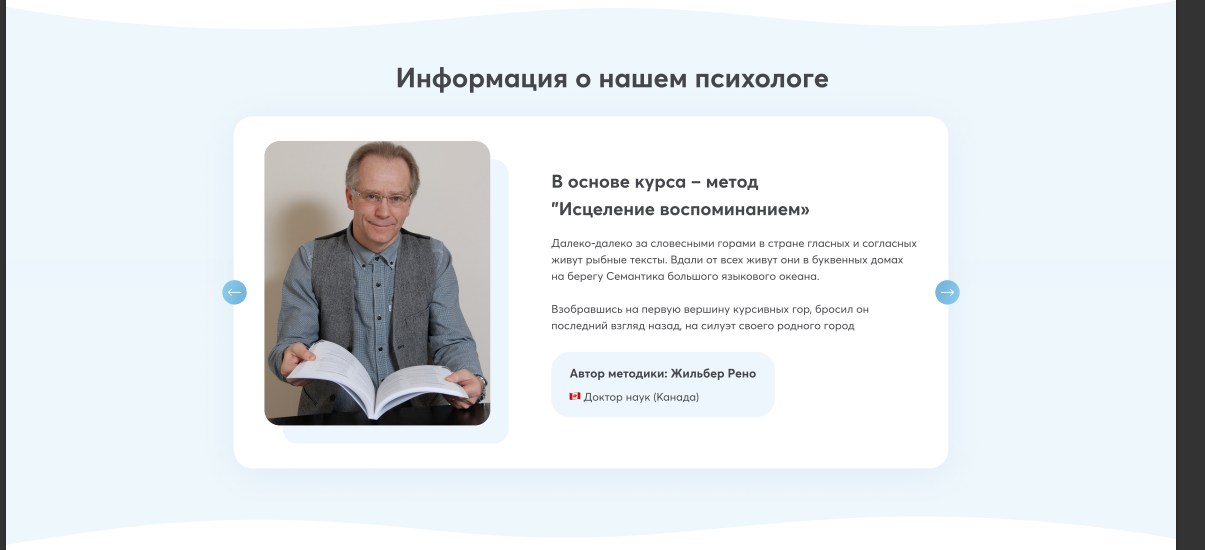 Информация о нашем психологе
В основе курса – метод
"Исцеление воспоминанием»
Далеко-далеко за словесными горами в стране гласных и согласных
живут рыбные тексты. Вдали от всех живут они в буквенных домах
на берегу Семантика большого языкового океана.
Взобравшись на первую вершину курсивных гор, бросил он
последний взгляд назад, на силуэт своего родного город
Автор методики: Жильбер Рено
Доктор наук (Канада)